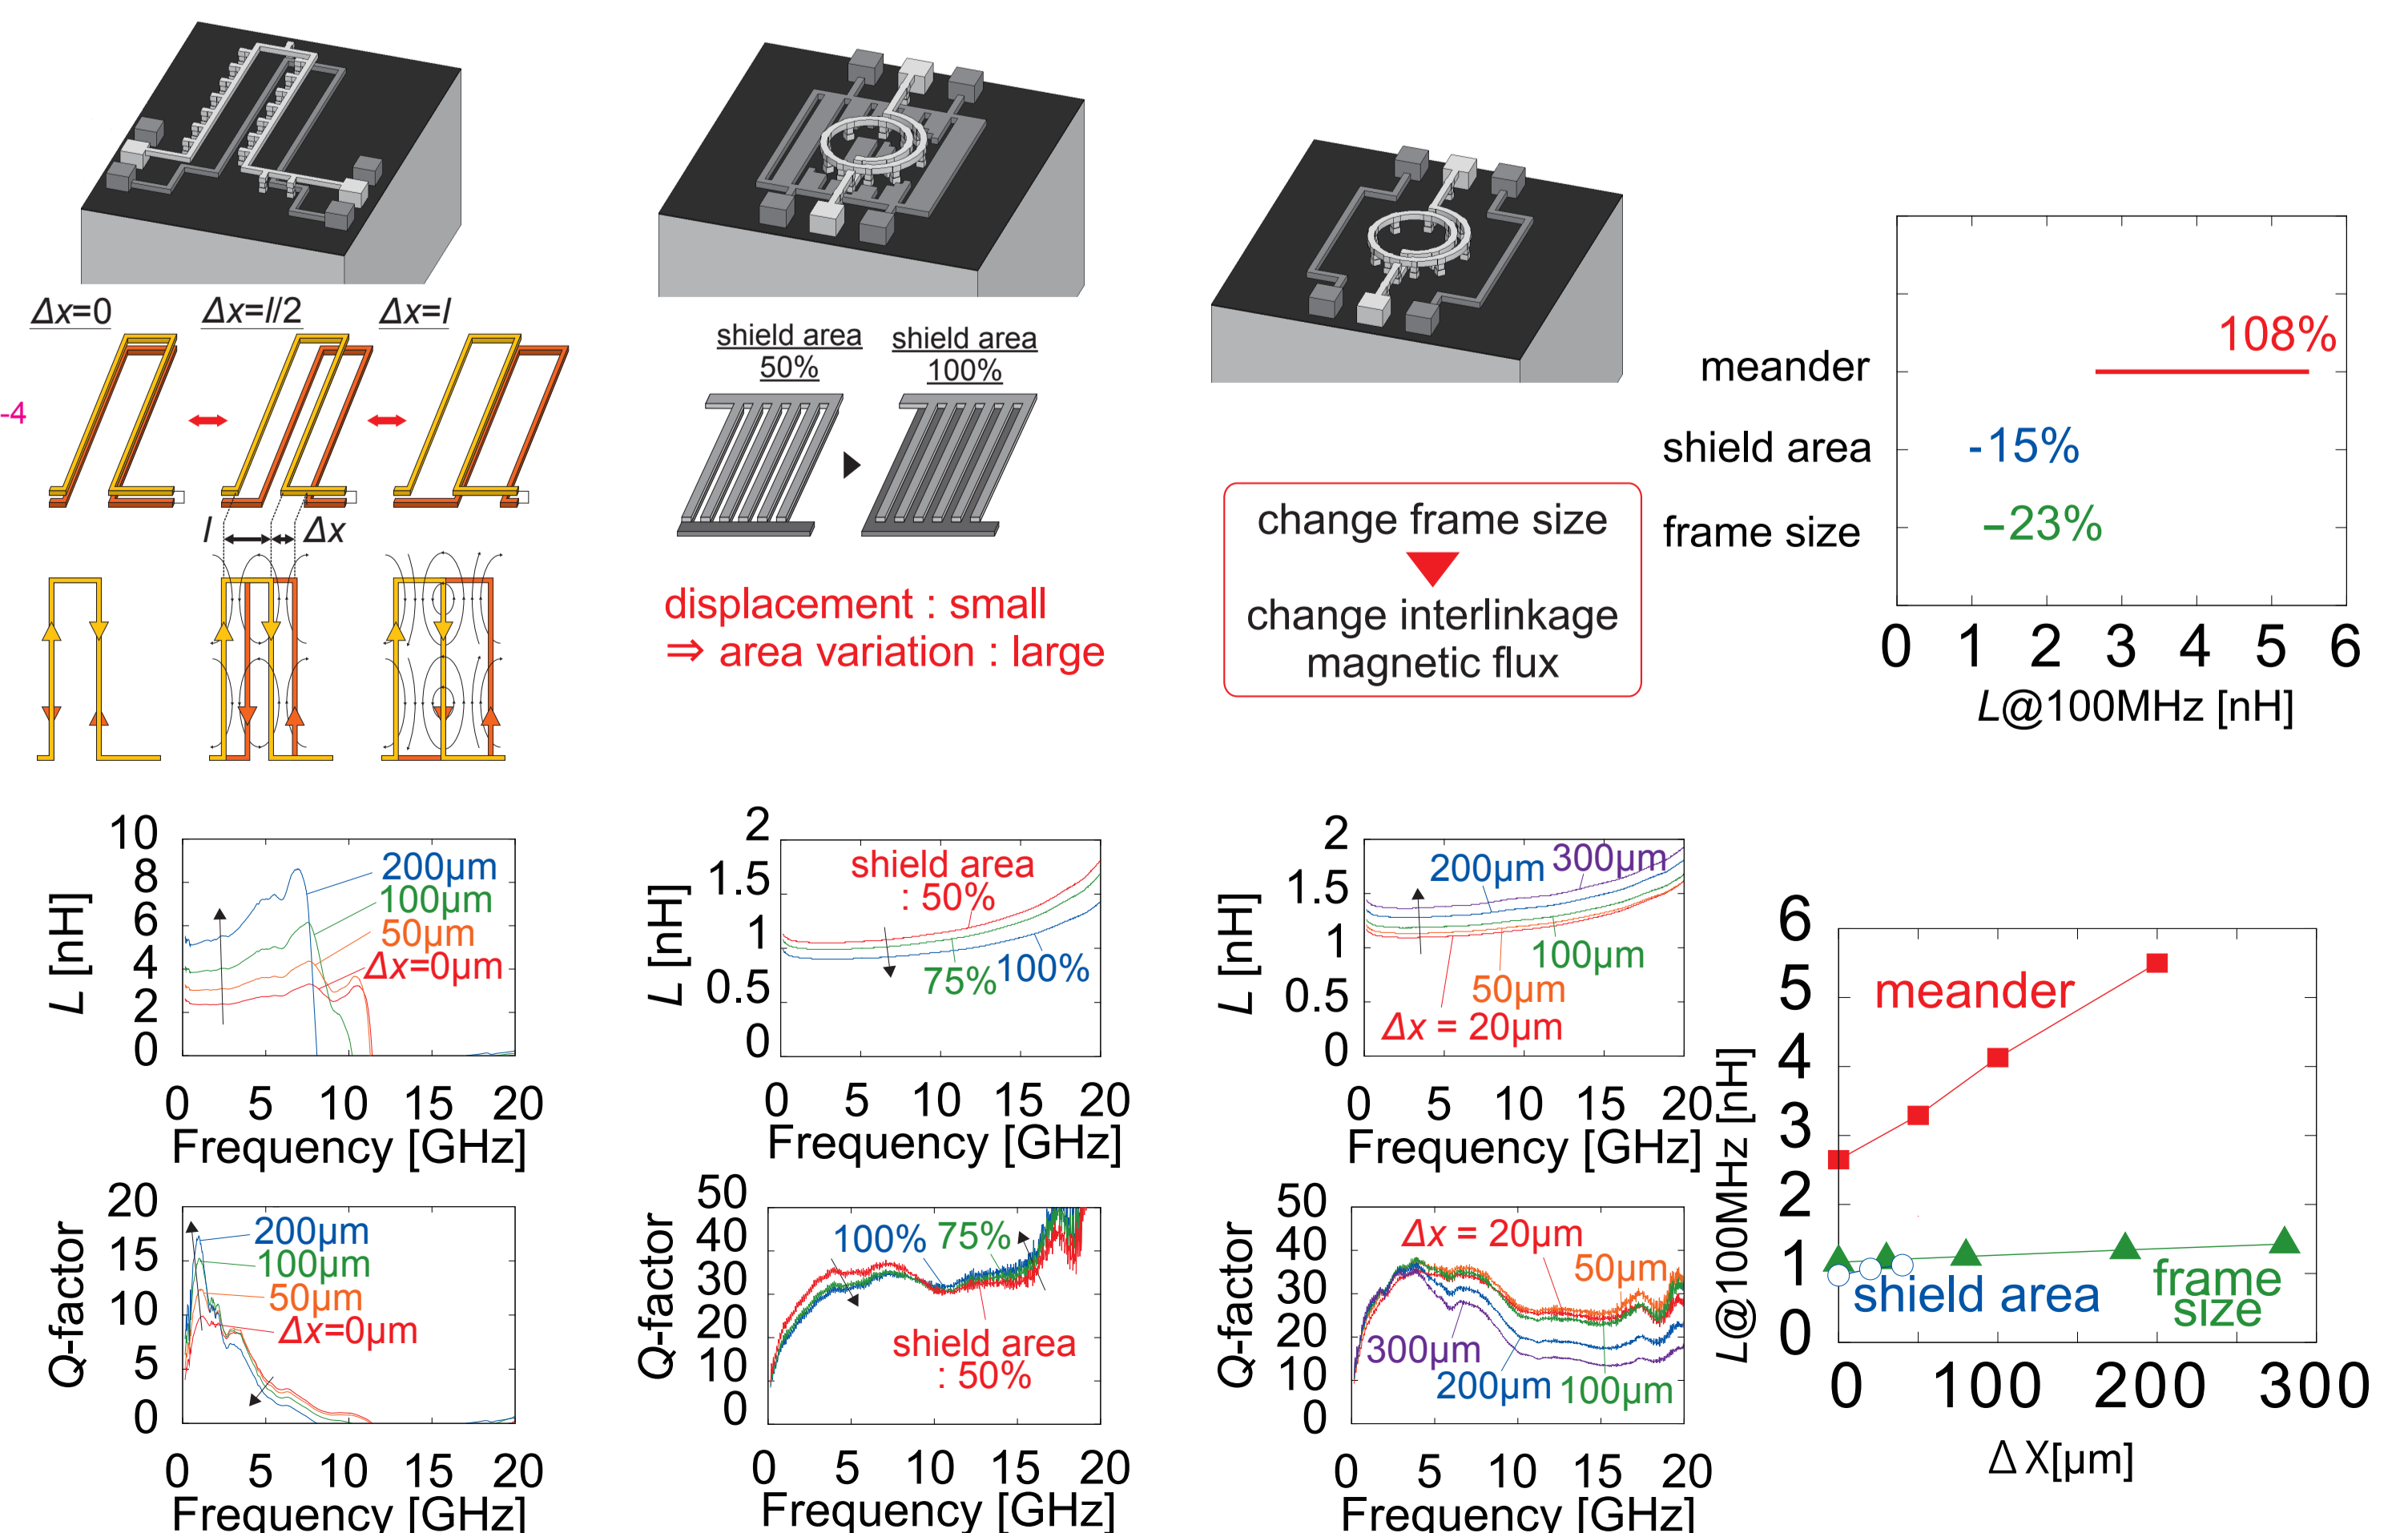 Δx=0
Δx=l/2
Δx=l
-4
l
Δx
shield area
50%
shield area
100%
displacement : small
⇒ area variation : large
change frame size
change interlinkage
magnetic flux
meander
shield area
frame size
108%
-15%
−23%
0 1 2 3 4 5 6
L@100MHz [nH]
10
8
6
4
2
0
L [nH]
200µm
100µm
50µm
Δx=0µm
0 5 10 15 20
Frequency [GHz]
2
1.5
1
0.5
0
L [nH]
shield area
: 50%
75%
100%
0 5 10 15 20
Frequency [GHz]
2
1.5
1
0.5
0
L [nH]
200µm
300µm
100µm
50µm
Δx = 20µm
0 5 10 15 20
Frequency [GHz]
20
15
10
5
0
Q-factor
200µm
100µm
50µm
Δx=0µm
0 5 10 15 20
Frequency [GHz]
50
40
30
20
10
0
Q-factor
100%
75%
shield area
: 50%
0 5 10 15 20
Frequency [GHz]
50
40
30
20
10
0
Q-factor
Δx = 20µm
50µm
300µm
200µm
100µm
0 5 10 15 20
Frequency [GHz]
6
5
4
3
2
1
0
L@100MHz [nH]
meander
shield area
frame
size
0 100 200 300
Δ X[µm]